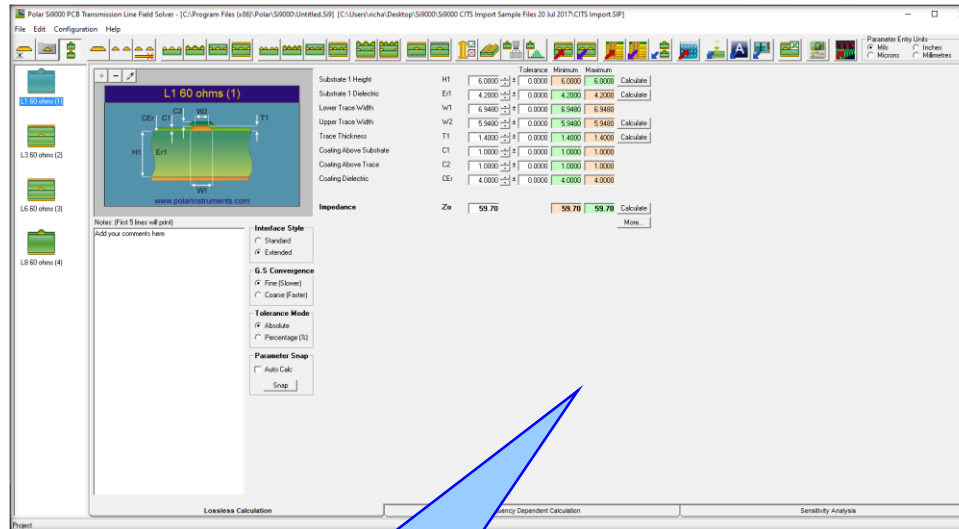 Polar Si9000 PCB Transmission Line Field Solver - [C:\Program Files (x86)\Polar\Si9000\Untitled.Si9] [C:\Users\richa\Desktop\Si9000\Si9000 CITS Import Sample Files 20 Jul 2017\CITS Import.SIP]
File Edit Configuration Help
Parameter Entry Units
Mils Inches
Microns Millimetres
L1 60 ohms (1)
L3 60 ohms (2)
L6 60 ohms (3)
L8 60 ohms (4)
+ -
L1 60 ohms (1)
CEr C1 C2 W2 T1
H1 Er1
W1
www.polarinstruments.com
Tolerance Minimum Maximum
Substrate 1 Height H1 6.0000 ± 0.0000 6.0000 6.0000 Calculate
Substrate 1 Dielectric Er1 4.2000 ± 0.0000 4.2000 4.2000 Calculate
Lower Trace Width W1 6.9480 ± 0.0000 6.9480 6.9480
Upper Trace Width W2 5.9480 ± 0.0000 5.9480 5.9480 Calculate
Trace Thickness T1 1.4000 ± 0.0000 1.4000 1.4000 Calculate
Coating Above Substrate C1 1.0000 ± 0.0000 1.0000 1.0000
Coating Above Trace C2 1.0000 ± 0.0000 1.0000 1.0000
Coating Dielectric CEr 4.0000 ± 0.0000 4.0000 4.0000
Impedance Zo 59.70 59.70 59.70 Calculate
More...
Notes: (First 5 lines will print)
Add your comments here
Interface Style
Standard
Extended
G.S Convergence
Fine (Slower)
Coarse (Faster)
Tolerance Mode
Absolute
Percentage (%)
Parameter Snap
Auto Calc
Snap
Lossless Calculation
Dependent Calculation
Sensitivity Analysis
Project